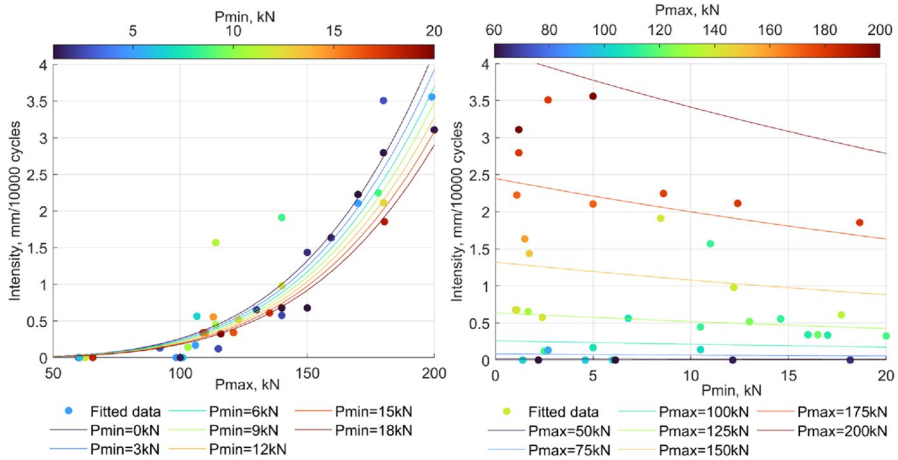 Pmin, kN
5 10 15 20
4
3.5
3
2.5
2
1.5
1
0.5
0
Intensity, mm/10000 cycles
50 100 150 200
Pmax, kN
Fitted data Pmin=6kN Pmin=15kN
Pmin=0kN Pmin=9kN Pmin=18kN
Pmin=3kN Pmin=12kN
Pmax, kN
60 80 100 120 140 160 180 200
4
3.5
3
2.5
2
1.5
1
0.5
0
Intensity, mm/10000 cycles
0 5 10 15 20
Pmin, kN
Fitted data Pmax=100kN Pmax=175kN
Pmax=50kN Pmax=125kN Pmax=200kN
Pmax=75kN Pmax=150kN